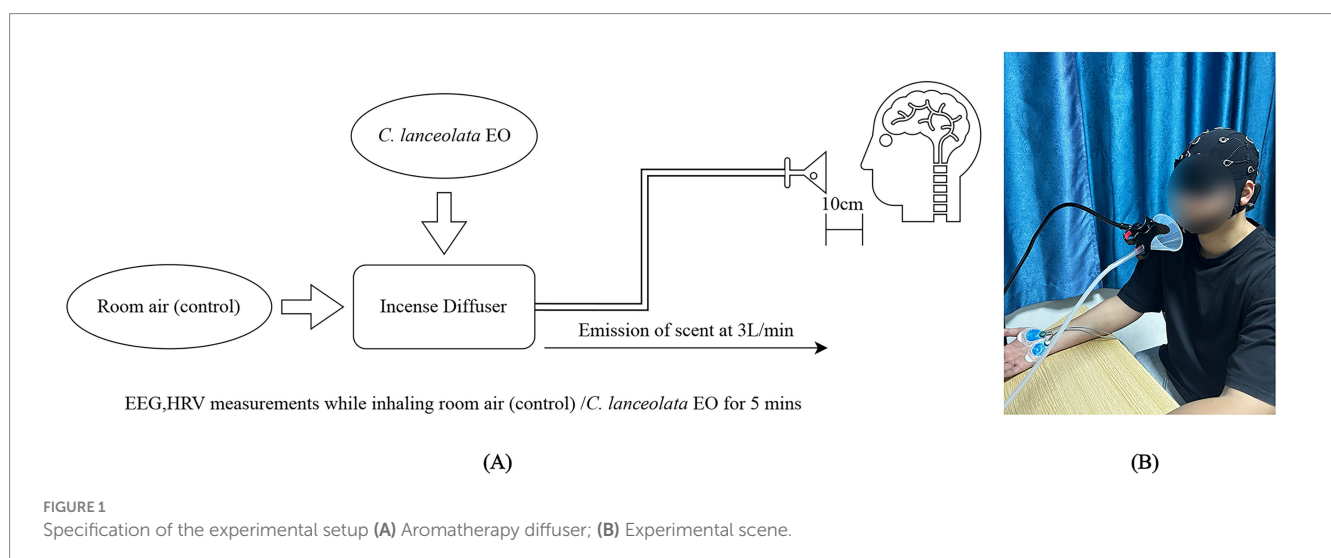 C. lanceolata EO
10cm
Room air (control)
Incense Diffuser
Emission of scent at 3L/min
EEG,HRV measurements while inhaling room air (control) /C. lanceolata EO for 5 mins
(A)
(B)
FIGURE 1
Specification of the experimental setup (A) Aromatherapy diffuser; (B) Experimental scene.